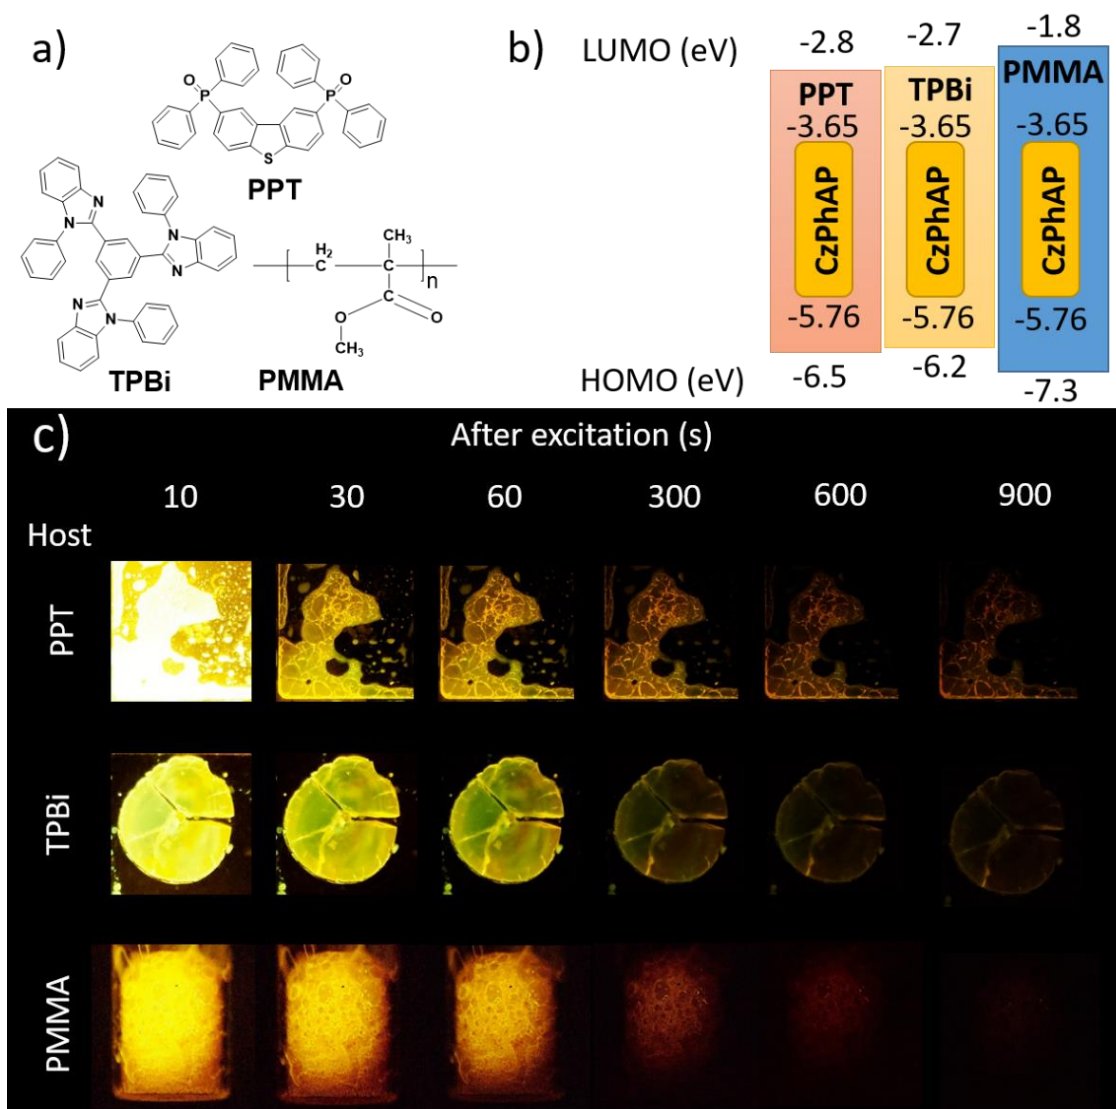 a)
O
P
P
O
S
PPT
N
N
N
N
N
N
TPBi
H2
C
CH3
C
n
C
O
O
CH3
PMMA
b)
LUMO (eV)
-2.8
-2.7
-1.8
PPT
TPBi
PMMA
-3.65
-3.65
-3.65
CzPhAP
CzPhAP
CzPhAP
-5.76
-5.76
-5.76
HOMO (eV)
-6.5
-6.2
-7.3
c)
After excitation (s)
10
30
60
300
600
900
Host
PPT
TPBi
PMMA